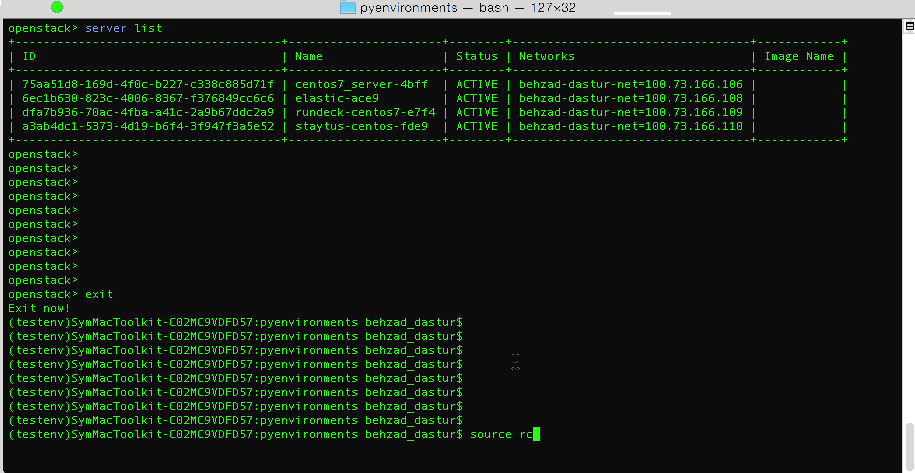 pyenvironments — bash — 127×32
openstack> server list
+--------------------------------------+----------------------+--------+----------------------------------+------------+
| ID | Name | Status | Networks | Image Name |
+--------------------------------------+----------------------+--------+----------------------------------+------------+
| 75aa51d8-169d-4f0c-b227-c338c885d71f | centos7_server-4bff | ACTIVE | behzad-dastur-net=100.73.166.106 | |
| 6ec1b630-823c-4006-8367-f376849cc6c6 | elastic-ace9 | ACTIVE | behzad-dastur-net=100.73.166.108 | |
| dfa7b936-70ac-4fba-a41c-2a9b67ddc2a9 | rundeck-centos7-e7f4 | ACTIVE | behzad-dastur-net=100.73.166.109 | |
| a3ab4dc1-5373-4d19-b6f4-3f947f3a5e52 | staytus-centos-fde9 | ACTIVE | behzad-dastur-net=100.73.166.110 | |
+--------------------------------------+----------------------+--------+----------------------------------+------------+
openstack>
openstack>
openstack>
openstack>
openstack>
openstack>
openstack>
openstack>
openstack>
openstack>
openstack> exit
Exit now!
(testenv)SymMacToolkit-C02MC9VDFD57:pyenvironments behzad_dastur$
(testenv)SymMacToolkit-C02MC9VDFD57:pyenvironments behzad_dastur$
(testenv)SymMacToolkit-C02MC9VDFD57:pyenvironments behzad_dastur$
(testenv)SymMacToolkit-C02MC9VDFD57:pyenvironments behzad_dastur$
(testenv)SymMacToolkit-C02MC9VDFD57:pyenvironments behzad_dastur$
(testenv)SymMacToolkit-C02MC9VDFD57:pyenvironments behzad_dastur$
(testenv)SymMacToolkit-C02MC9VDFD57:pyenvironments behzad_dastur$
(testenv)SymMacToolkit-C02MC9VDFD57:pyenvironments behzad_dastur$
(testenv)SymMacToolkit-C02MC9VDFD57:pyenvironments behzad_dastur$ source rc